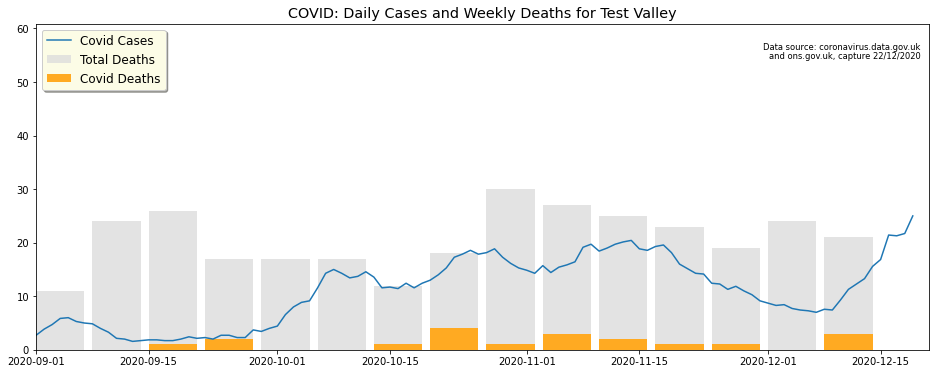 COVID: Daily Cases and Weekly Deaths for Test Valley
60
50
40
30
20
10
0
Covid Cases
Total Deaths
Covid Deaths
Data source: coronavirus.data.gov.uk
and ons.gov.uk, capture 22/12/2020
2020-09-01
2020-09-15
2020-10-01
2020-10-15
2020-11-01
2020-11-15
2020-12-01
2020-12-15